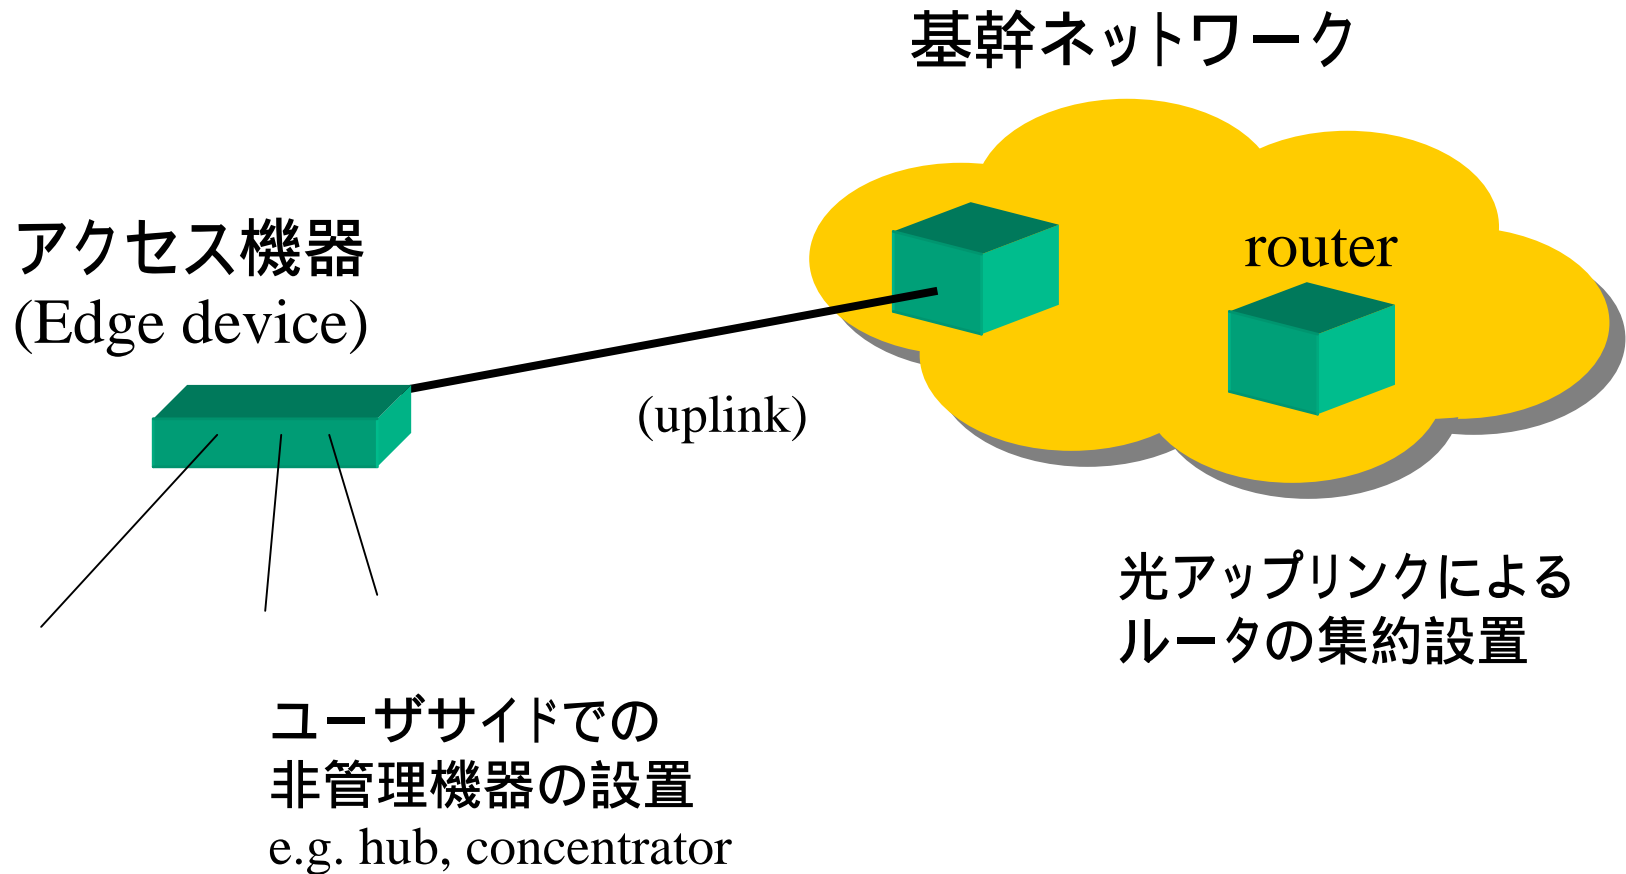 基幹ネットワーク
アクセス機器
(Edge device)
router
(uplink)
光アップリンクによる
ルータの集約設置
ユーザサイドでの
非管理機器の設置
e.g. hub, concentrator